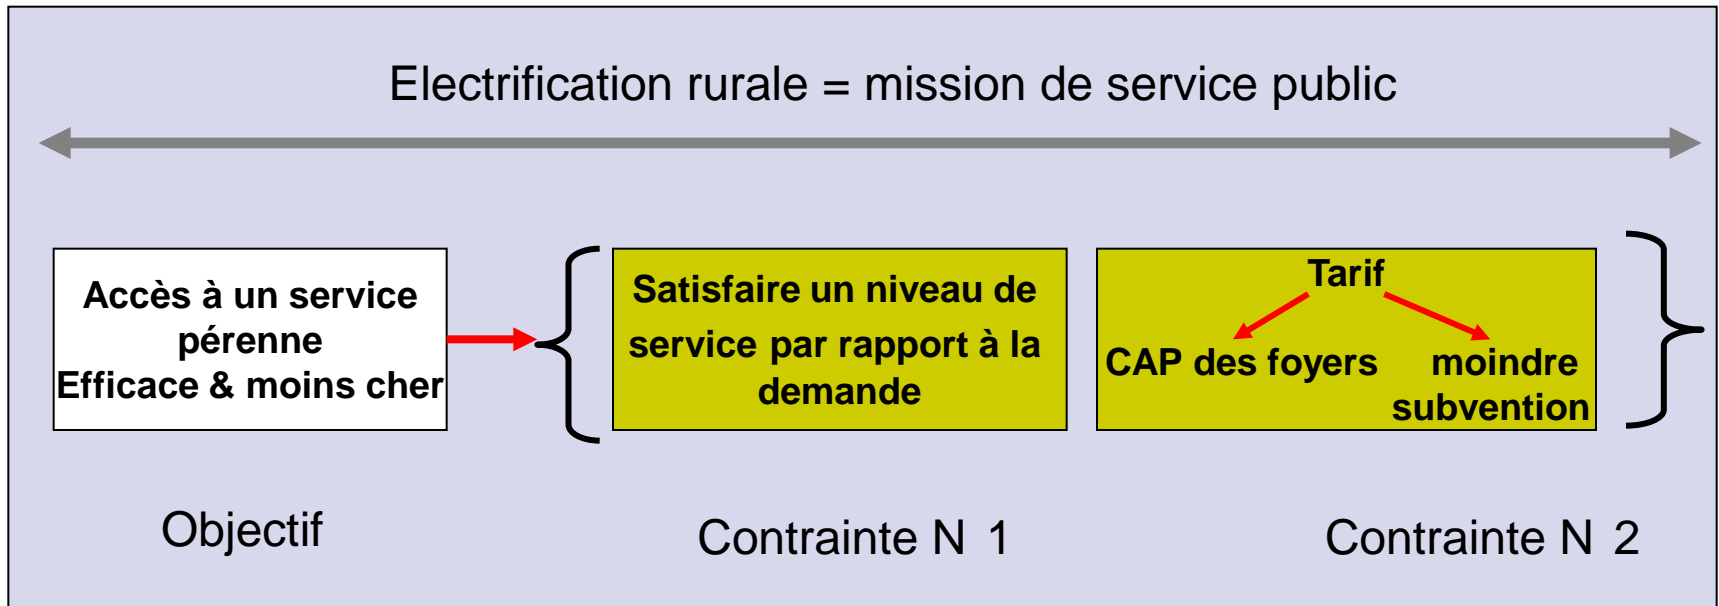 Electrification rurale = mission de service public
Accès à un service
pérenne
Efficace & moins cher
Satisfaire un niveau de
service par rapport à la
demande
Tarif
CAP des foyers
moindre
subvention
Objectif
Contrainte N 1
Contrainte N 2